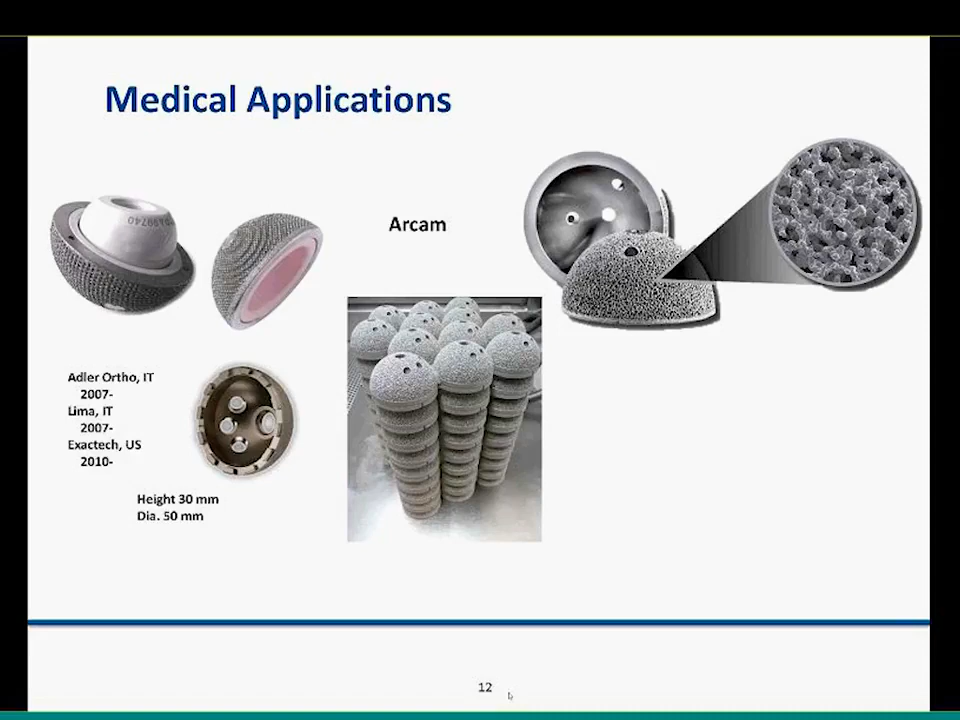 Medical Applications
Arcam
Adler Ortho, IT
2007-
Lima, IT
2007-
Exactech, US
2010-
Height 30 mm
Dia. 50 mm
12